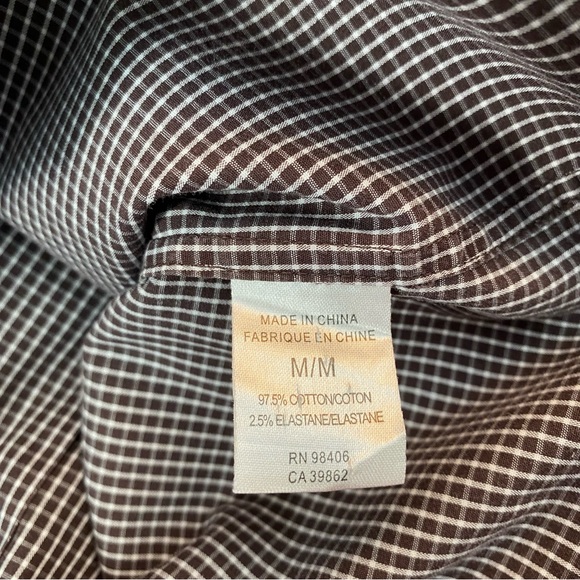 MADE IN CHINA
FABRIQUE EN CHINE
M/M
97.5% COTTON/COTON
2.5% ELASTANE/ELASTANE
RN 98406
CA 39862